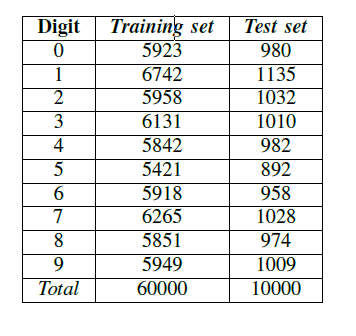 Digit Training set Test set
0 5923 980
1 6742 1135
2 5958 1032
3 6131 1010
4 5842 982
5 5421 892
6 5918 958
7 6265 1028
8 5851 974
9 5949 1009
Total 60000 10000